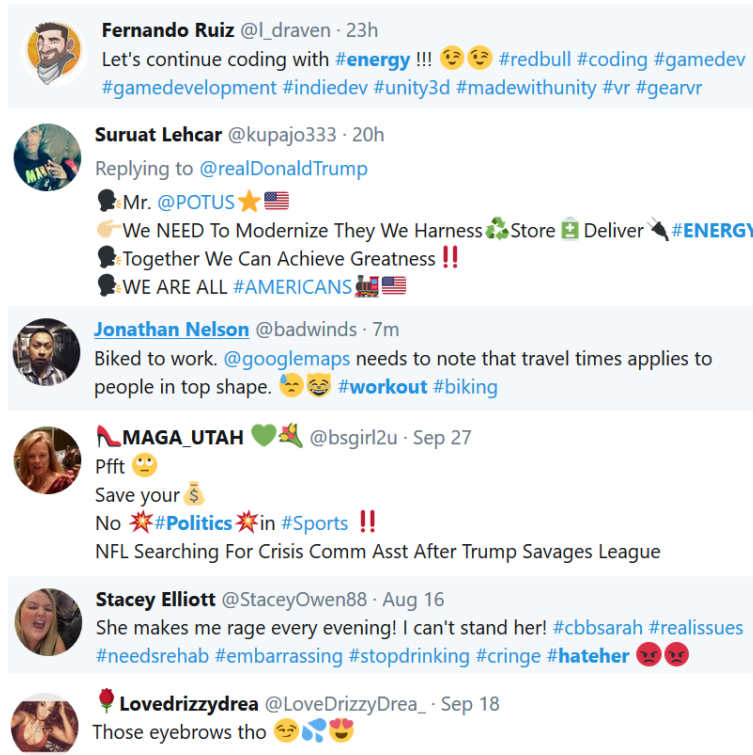 Fernando Ruiz @l_draven · 23h
Let's continue coding with #energy !!! 😉😉 #redbull #coding #gamedev
#gamedevelopment #indiedev #unity3d #madewithunity #vr #gearvr
Suruat Lehcar @kupajo333 · 20h
Replying to @realDonaldTrump
🗣Mr. @POTUS⭐🇺🇸
👉🏼We NEED To Modernize They We Harness♻Store🔋Deliver🔌#ENERGY
🗣Together We Can Achieve Greatness‼
🗣WE ARE ALL #AMERICANS🚂🇺🇸
Jonathan Nelson @badwinds · 7m
Biked to work. @googlemaps needs to note that travel times applies to
people in top shape. 😓😹 #workout #biking
👠MAGA_UTAH 💚💐 @bsgirl2u · Sep 27
Pfft 🙄
Save your💰
No 💥#Politics💥in #Sports ‼
NFL Searching For Crisis Comm Asst After Trump Savages League
Stacey Elliott @StaceyOwen88 · Aug 16
She makes me rage every evening! I can't stand her! #cbbsarah #realissues
#needsrehab #embarrassing #stopdrinking #cringe #hateher 😡😡
🌹Lovedrizzydrea @LoveDrizzyDrea_ · Sep 18
Those eyebrows tho 😏💦😍